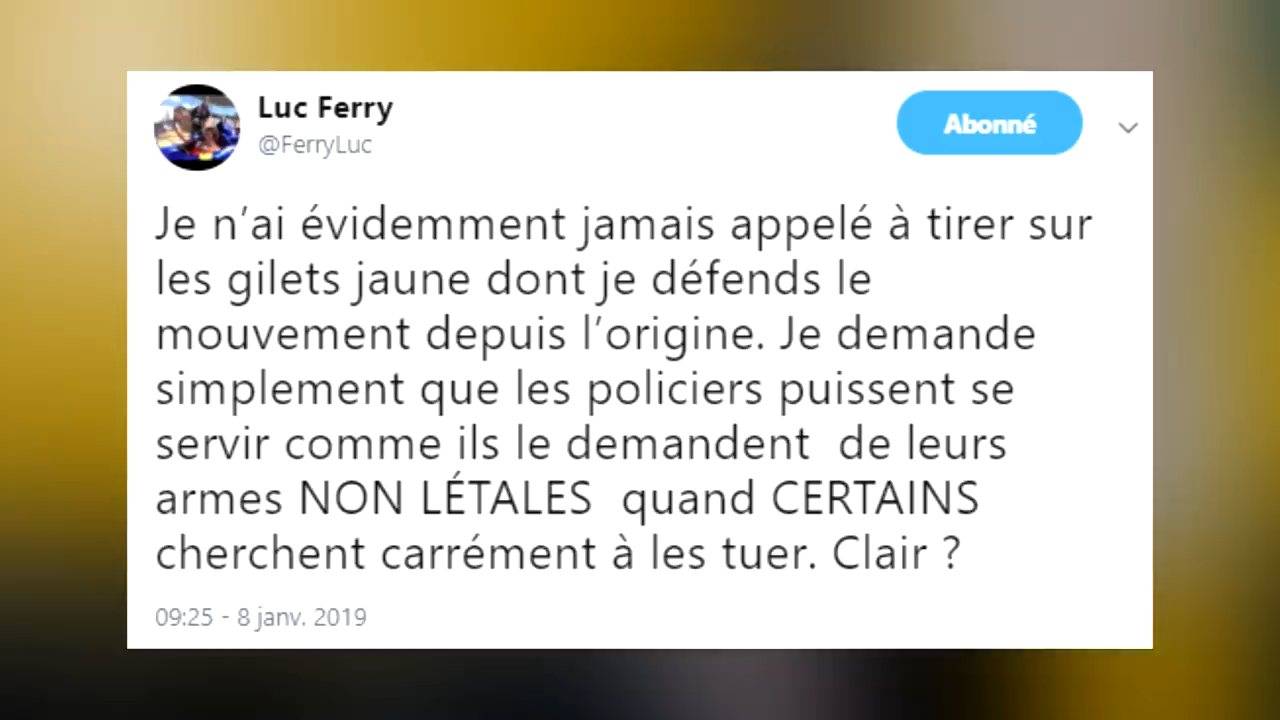 Luc Ferry
@FerryLuc
Abonné
Je n’ai évidemment jamais appelé à tirer sur
les gilets jaune dont je défends le
mouvement depuis l’origine. Je demande
simplement que les policiers puissent se
servir comme ils le demandent  de leurs
armes NON LÉTALES  quand CERTAINS
cherchent carrément à les tuer. Clair ?
09:25 - 8 janv. 2019